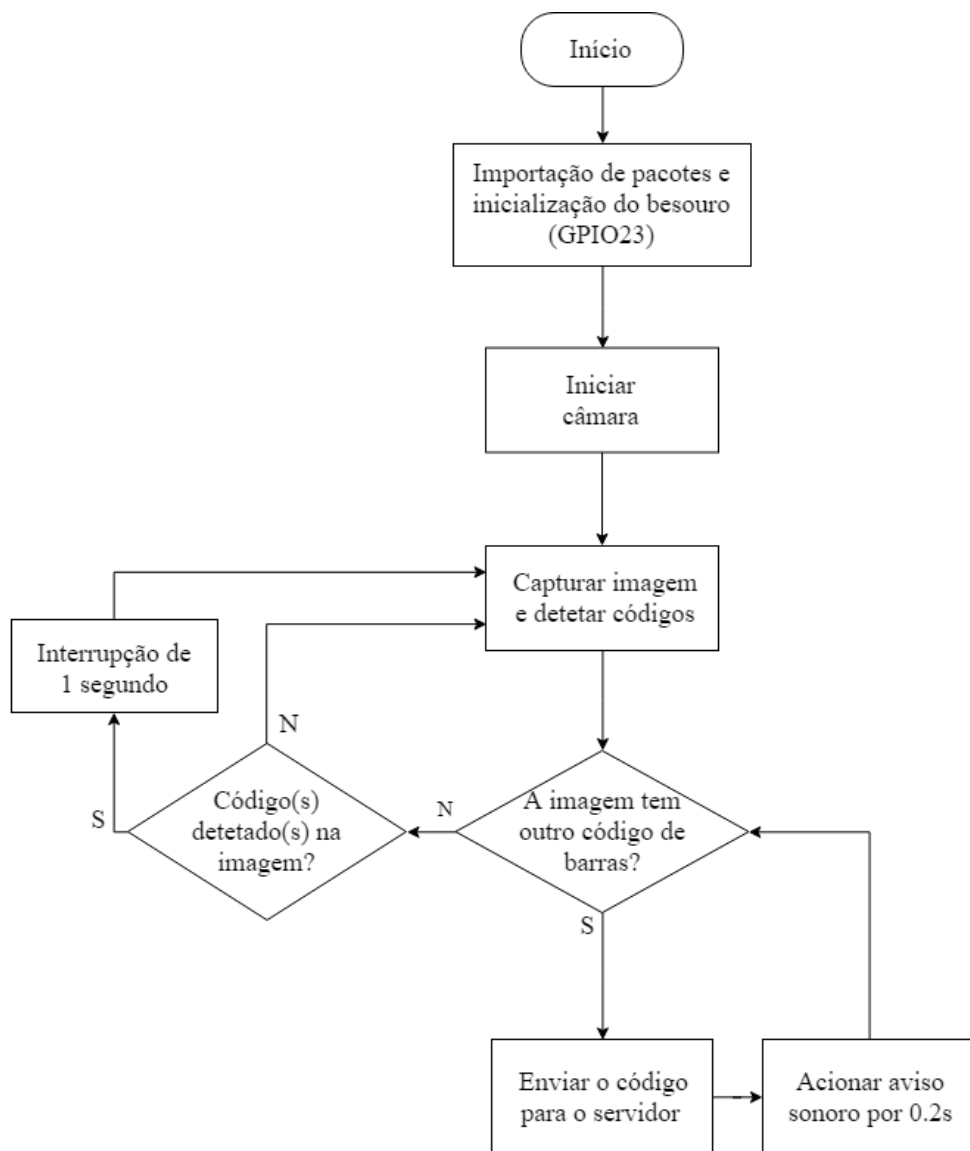 Início
Importação de pacotes e
inicialização do besouro
(GPIO23)
Iniciar
câmara
Capturar imagem
e detetar códigos
Interrupção de
1 segundo
N
S
Código(s)
detetado(s) na
imagem?
N
A imagem tem
outro código de
barras?
S
Enviar o código
para o servidor
Acionar aviso
sonoro por 0.2s